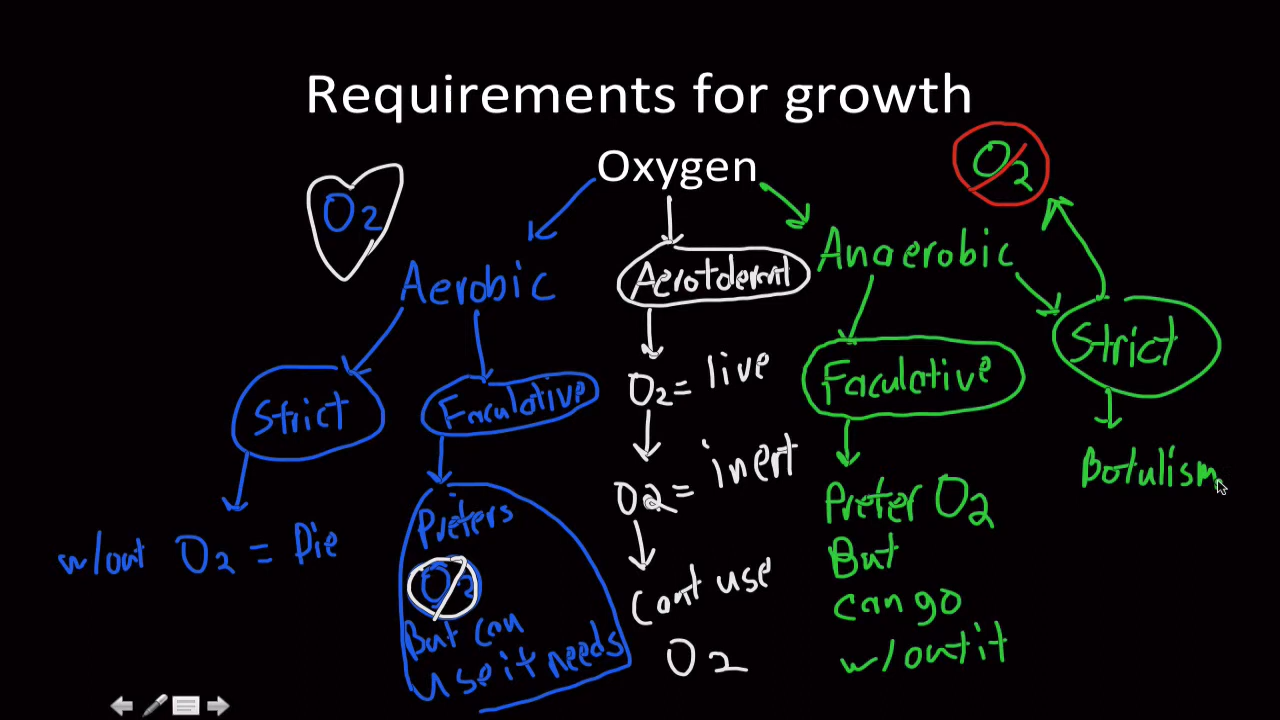 Requirements for growth
Oxygen
O2
O2
Aerobic
Aerotolerant
Anaerobic
Strict
Faculative
O2 = live
Faculative
Strict
w/out O2 = Die
Prefers
O2
But can
use it needs
O2 = inert
Cant use
O2
Prefer O2
But
can go
w/out it
Botulism